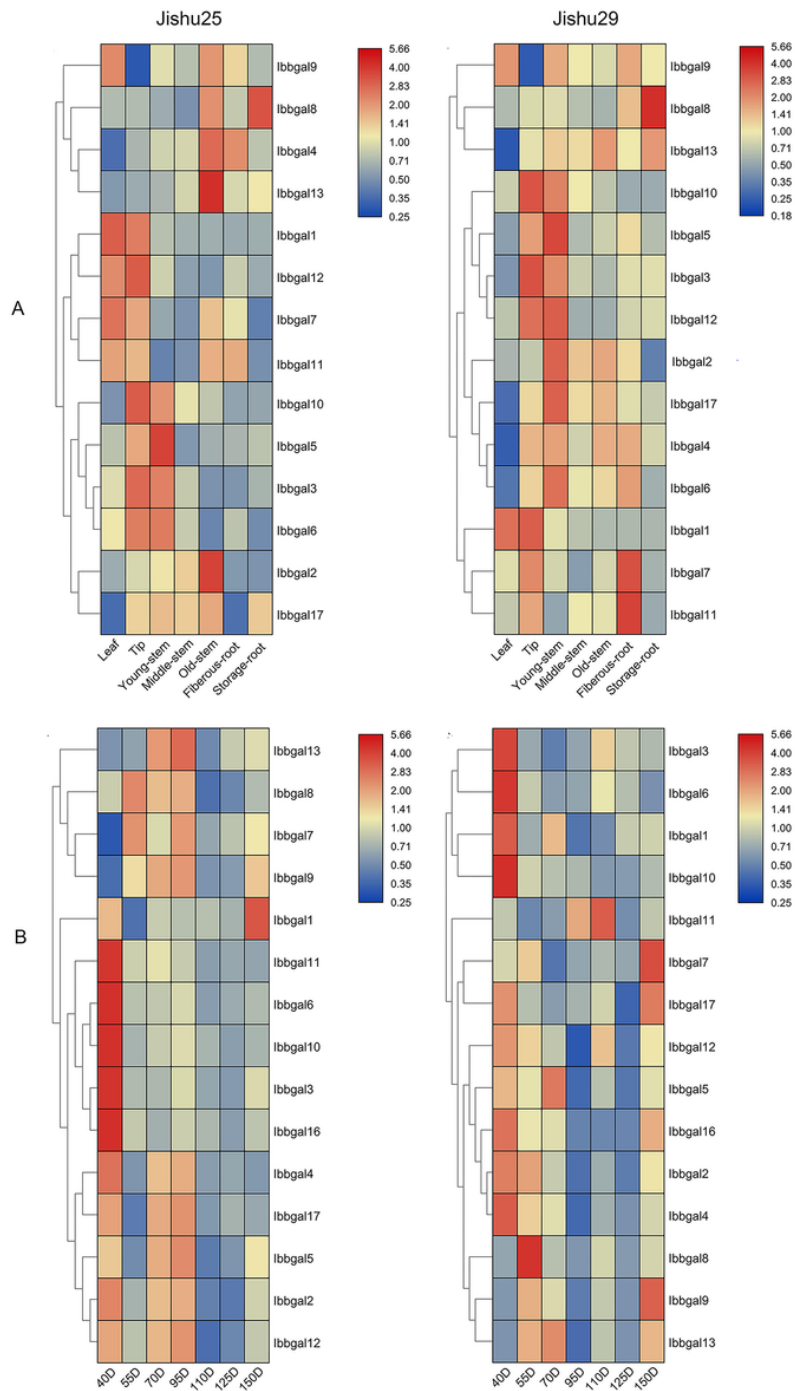 Jishu25
Jishu29
A
Ibbgal9
Ibbgal8
Ibbgal4
Ibbgal13
Ibbgal1
Ibbgal12
Ibbgal7
Ibbgal11
Ibbgal10
Ibbgal5
Ibbgal3
Ibbgal6
Ibbgal2
Ibbgal17
Leaf
Tip
Young-stem
Middle-stem
Old-stem
Fiberous-root
Storage-root
5.66
4.00
2.83
2.00
1.41
1.00
0.71
0.50
0.35
0.25
Ibbgal9
Ibbgal8
Ibbgal13
Ibbgal10
Ibbgal5
Ibbgal3
Ibbgal12
Ibbgal2
Ibbgal17
Ibbgal4
Ibbgal6
Ibbgal1
Ibbgal7
Ibbgal11
Leaf
Tip
Young-stem
Middle-stem
Old-stem
Fiberous-root
Storage-root
5.66
4.00
2.83
2.00
1.41
1.00
0.71
0.50
0.35
0.25
0.18
B
Ibbgal13
Ibbgal8
Ibbgal7
Ibbgal9
Ibbgal1
Ibbgal11
Ibbgal6
Ibbgal10
Ibbgal3
Ibbgal16
Ibbgal4
Ibbgal17
Ibbgal5
Ibbgal2
Ibbgal12
40D
55D
70D
95D
110D
125D
150D
5.66
4.00
2.83
2.00
1.41
1.00
0.71
0.50
0.35
0.25
Ibbgal3
Ibbgal6
Ibbgal1
Ibbgal10
Ibbgal11
Ibbgal7
Ibbgal17
Ibbgal12
Ibbgal5
Ibbgal16
Ibbgal2
Ibbgal4
Ibbgal8
Ibbgal9
Ibbgal13
40D
55D
70D
95D
110D
125D
150D
5.66
4.00
2.83
2.00
1.41
1.00
0.71
0.50
0.35
0.25